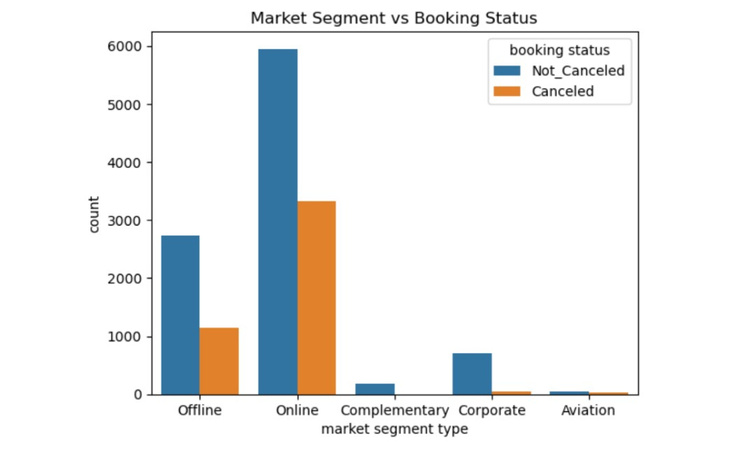 Market Segment vs Booking Status
booking status
Not_Canceled
Canceled
6000
5000
4000
3000
2000
1000
0
count
Offline Online Complementary Corporate Aviation
market segment type